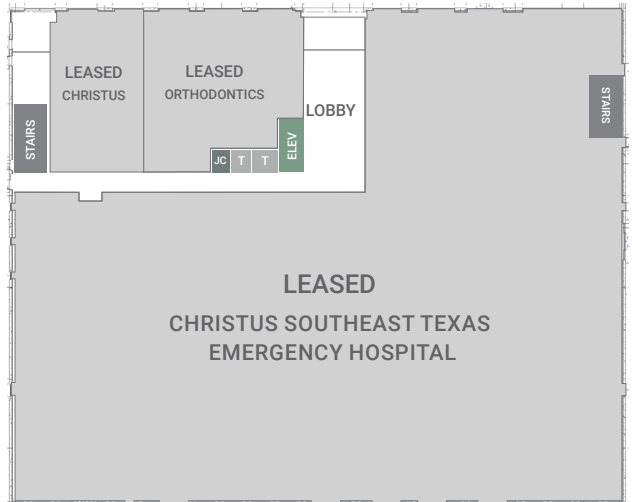 LEASED
CHRISTUS
LEASED
ORTHODONTICS
LOBBY
STAIRS
STAIRS
JC
T
T
ELEV
LEASED
CHRISTUS SOUTHEAST TEXAS
EMERGENCY HOSPITAL